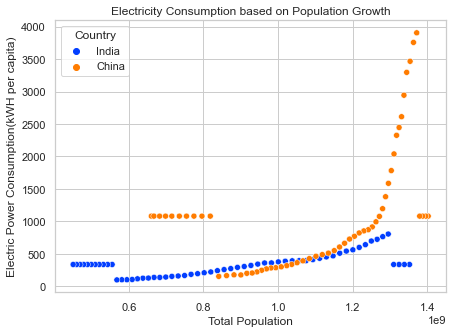 Electricity Consumption based on Population Growth
Electric Power Consumption(kWH per capita)
4000
3500
3000
2500
2000
1500
1000
500
0
Country
India
China
0.6 0.8 1.0 1.2 1.4
1e9
Total Population